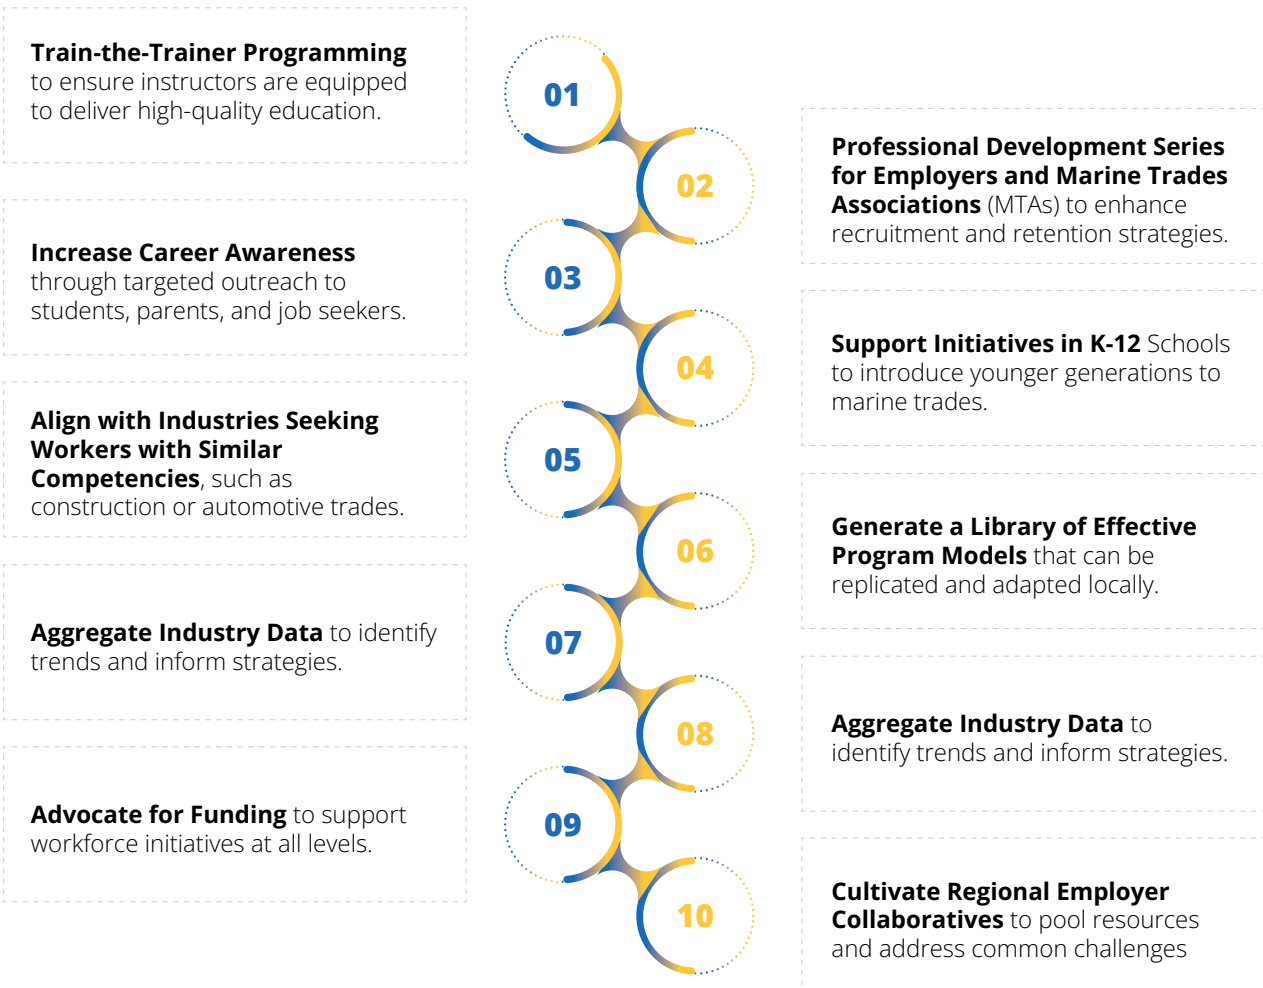 01
Train-the-Trainer Programming
to ensure instructors are equipped
to deliver high-quality education.
02
Professional Development Series
for Employers and Marine Trades
Associations (MTAs) to enhance
recruitment and retention strategies.
03
Increase Career Awareness
through targeted outreach to
students, parents, and job seekers.
04
Support Initiatives in K-12 Schools
to introduce younger generations to
marine trades.
05
Align with Industries Seeking
Workers with Similar
Competencies, such as
construction or automotive trades.
06
Generate a Library of Effective
Program Models that can be
replicated and adapted locally.
07
Aggregate Industry Data to identify
trends and inform strategies.
08
Aggregate Industry Data to
identify trends and inform strategies.
09
Advocate for Funding to support
workforce initiatives at all levels.
10
Cultivate Regional Employer
Collaboratives to pool resources
and address common challenges